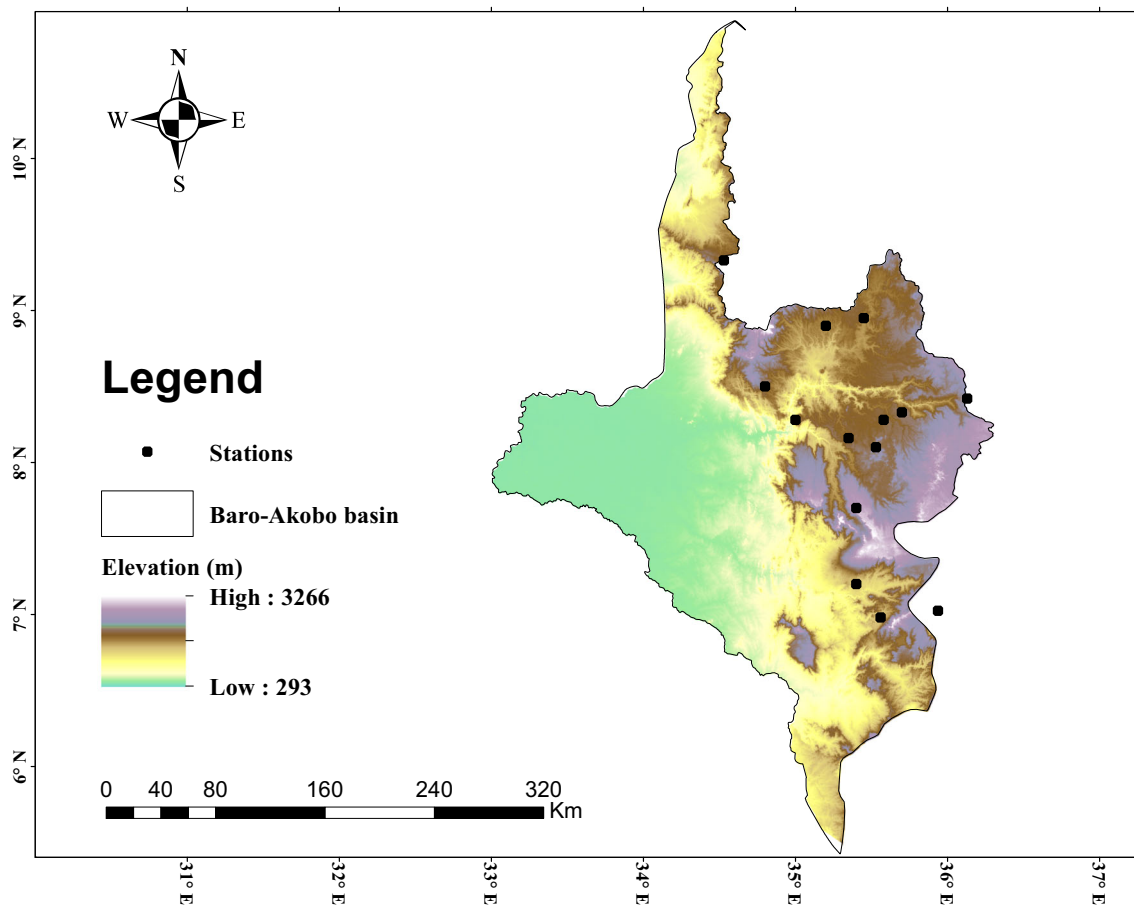 N
W E
S
Legend
Stations
Baro-Akobo basin
Elevation (m)
High : 3266
Low : 293
0 40 80 160 240 320
Km
10° N
9° N
8° N
7° N
6° N
31° E
32° E
33° E
34° E
35° E
36° E
37° E